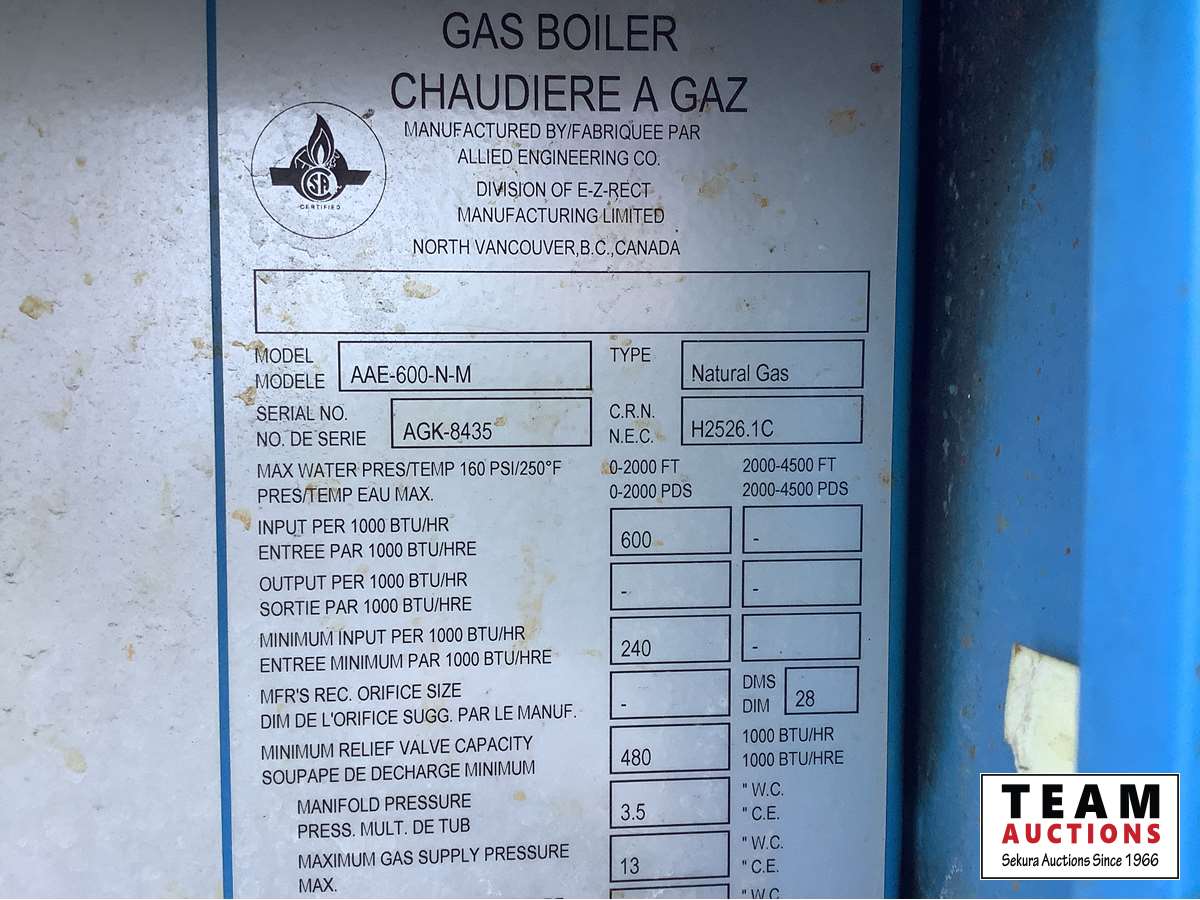 GAS BOILER
CHAUDIERE A GAZ
MANUFACTURED BY/FABRIQUEE PAR
ALLIED ENGINEERING CO.
DIVISION OF E-Z-RECT
MANUFACTURING LIMITED
NORTH VANCOUVER,B.C.,CANADA
CERTIFIED
MODEL
MODELE
AAE-600-N-M
TYPE
Natural Gas
SERIAL NO.
NO. DE SERIE
AGK-8435
C.R.N.
N.E.C.
H2526.1C
MAX WATER PRES/TEMP 160 PSI/250°F
PRES/TEMP EAU MAX.
0-2000 FT
0-2000 PDS
2000-4500 FT
2000-4500 PDS
INPUT PER 1000 BTU/HR
ENTREE PAR 1000 BTU/HRE
600
-
OUTPUT PER 1000 BTU/HR
SORTIE PAR 1000 BTU/HRE
-
-
MINIMUM INPUT PER 1000 BTU/HR
ENTREE MINIMUM PAR 1000 BTU/HRE
240
-
MFR'S REC. ORIFICE SIZE
DIM DE L'ORIFICE SUGG. PAR LE MANUF.
-
DMS
DIM
28
MINIMUM RELIEF VALVE CAPACITY
SOUPAPE DE DECHARGE MINIMUM
480
1000 BTU/HR
1000 BTU/HRE
MANIFOLD PRESSURE
PRESS. MULT. DE TUB
3.5
" W.C.
" C.E.
MAXIMUM GAS SUPPLY PRESSURE
MAX.
13
" W.C.
" C.E.
" W.C.
TEAM
AUCTIONS
Sekura Auctions Since 1966